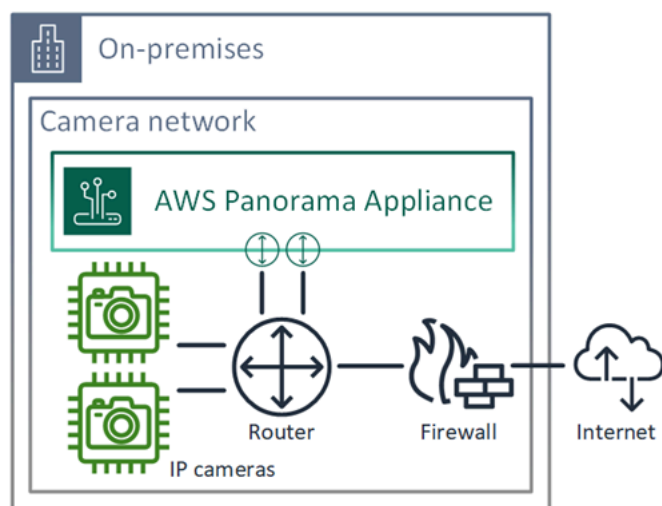 On-premises
Camera network
AWS Panorama Appliance
Router
Firewall
Internet
IP cameras